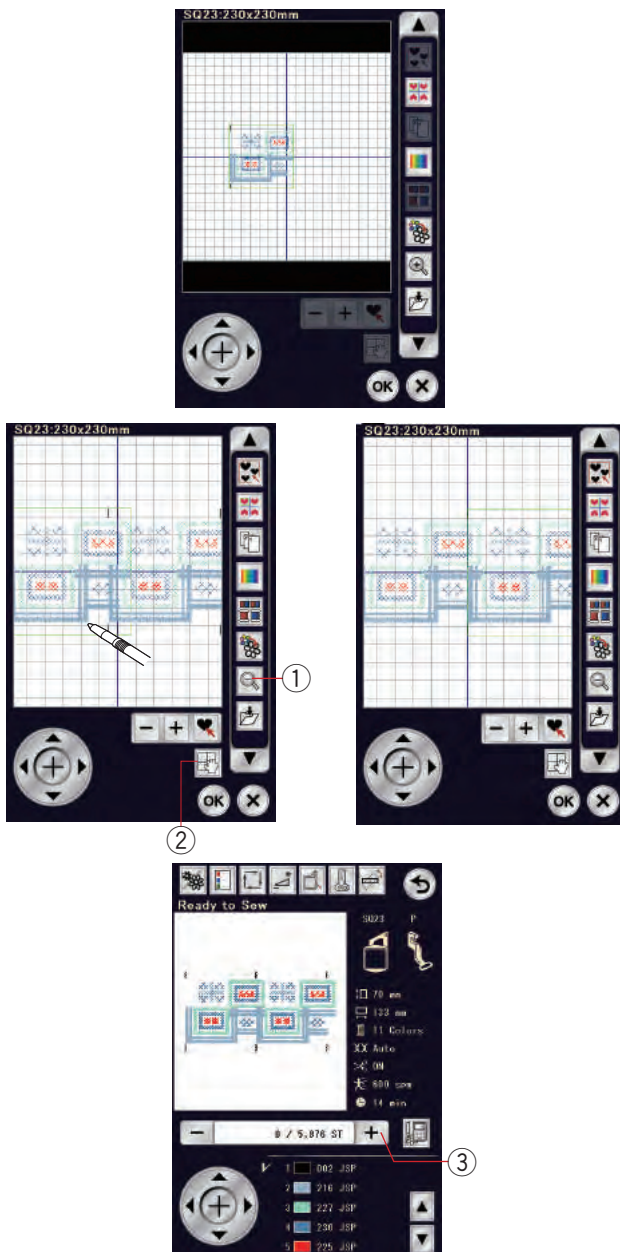 SQ23:230x230mm
OK
SQ23:230x230mm
1
OK
2
SQ23:230x230mm
OK
Ready to Sew
SQ23 P
70 mm
133 mm
11 Colors
Auto
ON
600 spm
14 min
0 / 5,876 ST
3
1 002 JSP
2 216 JSP
3 227 JSP
4 230 JSP
5 225 JSP